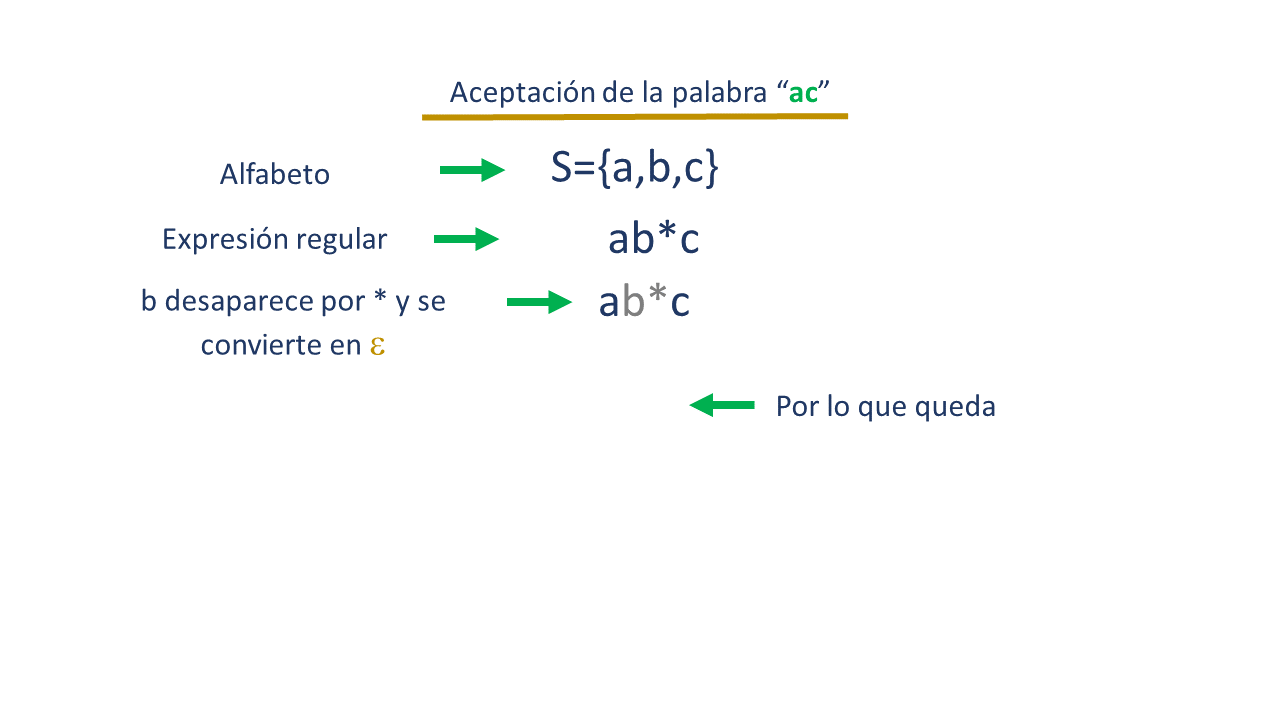 Aceptación de la palabra “ac”
Alfabeto
S={a,b,c}
Expresión regular
ab*c
b desaparece por * y se
convierte en ε
ab*c
Por lo que queda